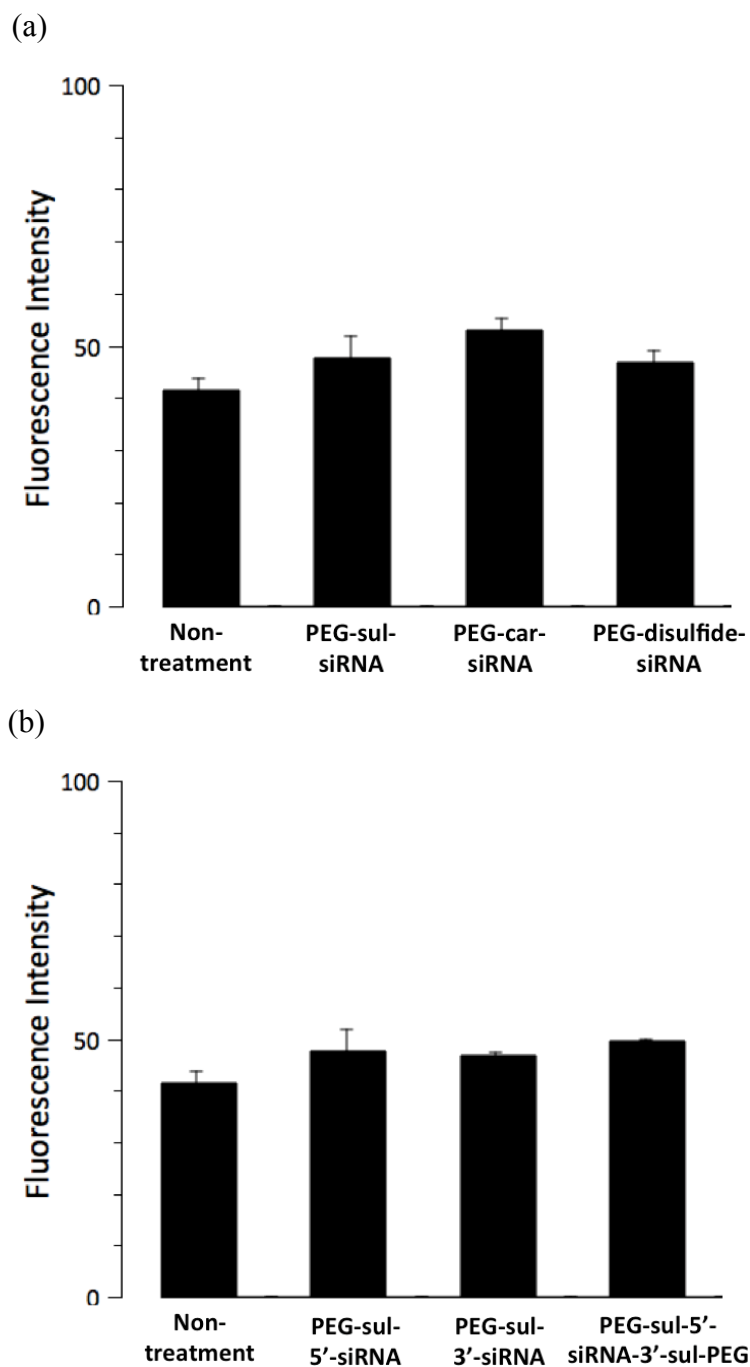 (a)
100
Fluorescence Intensity
50
0
Non-
treatment
PEG-sul-
siRNA
PEG-car-
siRNA
PEG-disulfide-
siRNA
(b)
100
Fluorescence Intensity
50
0
Non-
treatment
PEG-sul-
5’-siRNA
PEG-sul-
3’-siRNA
PEG-sul-5’-
siRNA-3’-sul-PEG